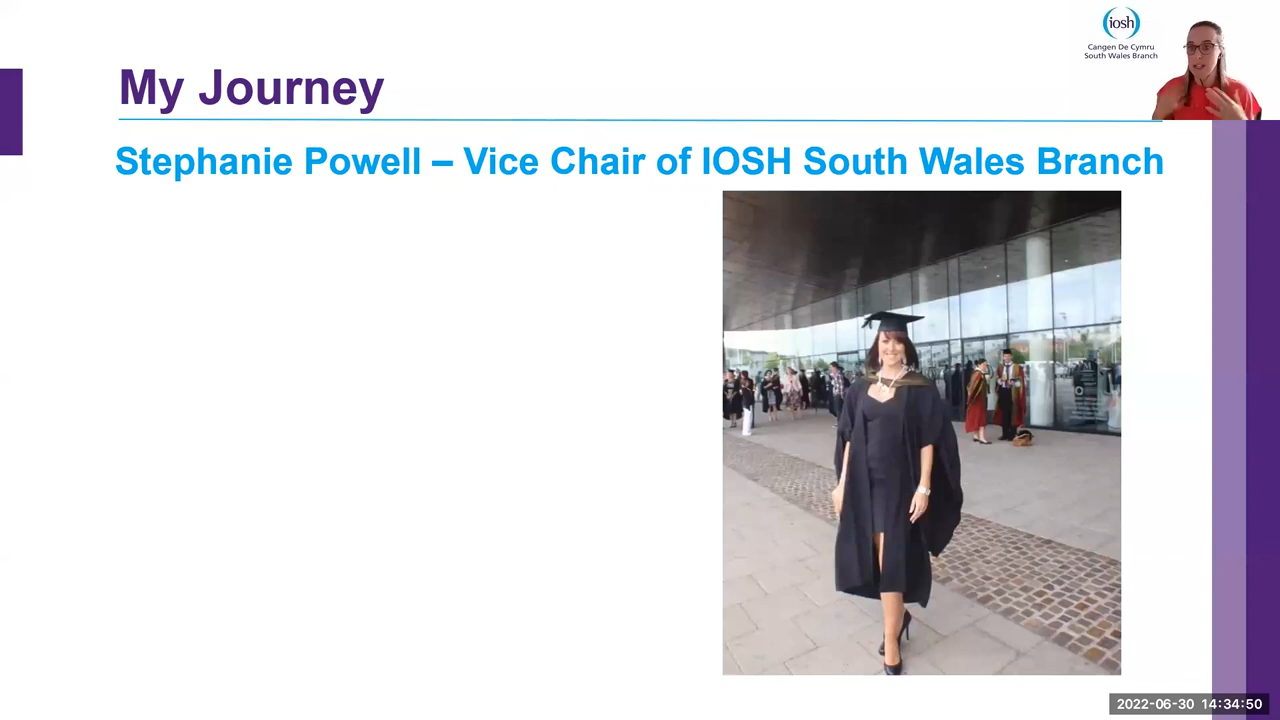 iosh
Cangen De Cymru
South Wales Branch
My Journey
Stephanie Powell – Vice Chair of IOSH South Wales Branch
2022-06-30 14:34:50